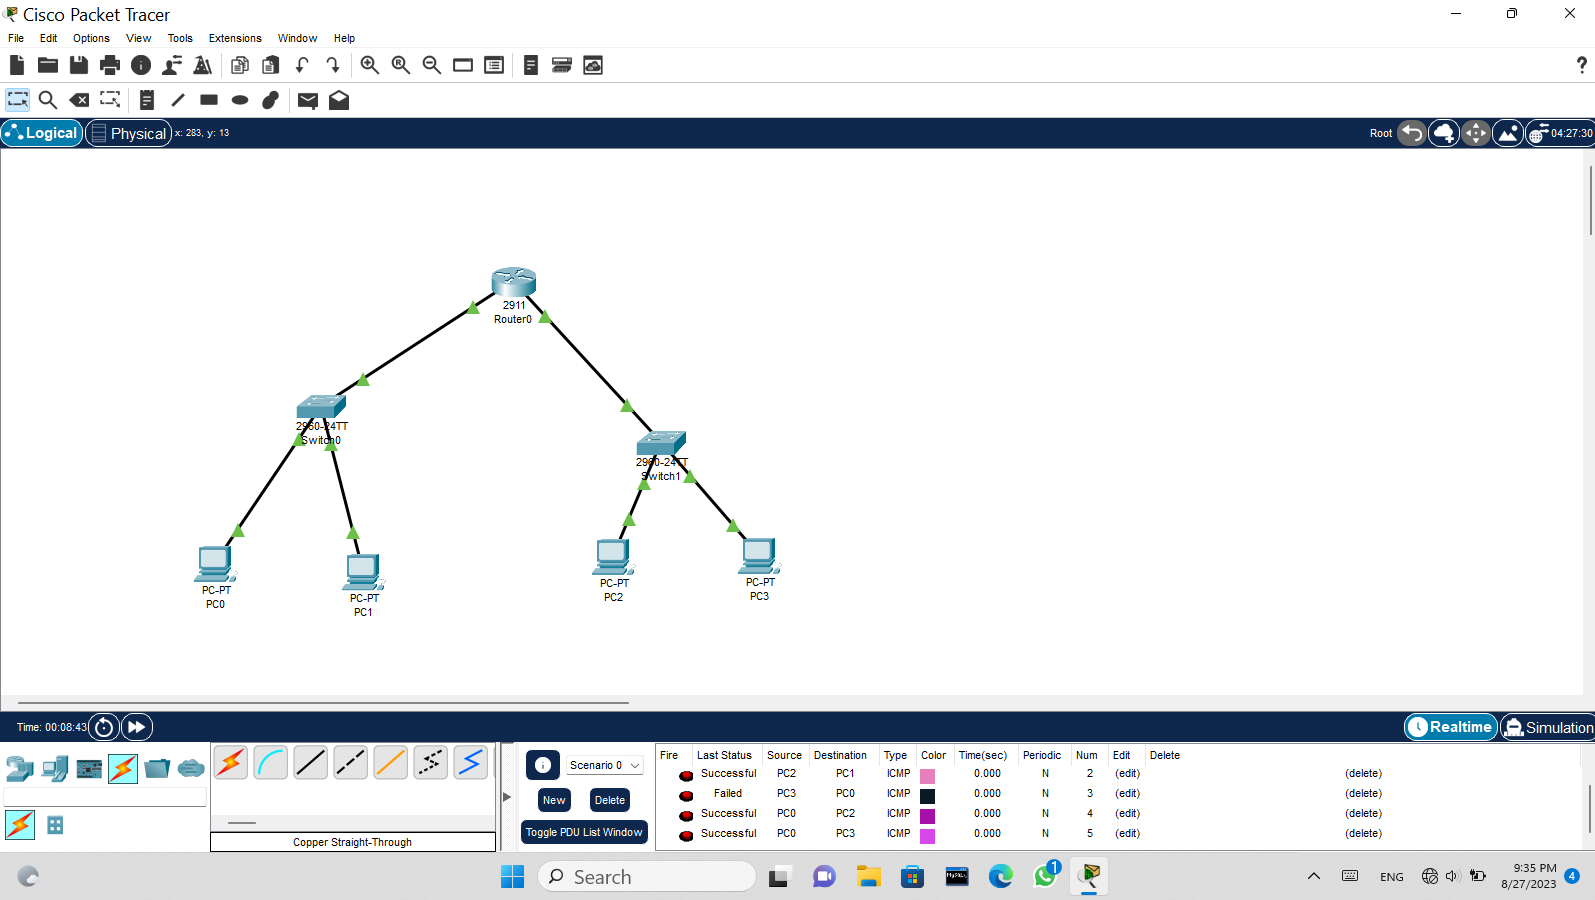 Cisco Packet Tracer
File Edit Options View Tools Extensions Window Help
Logical Physical x: 283, y: 13 Root 04:27:30
2911
Router0
2960-24TT
Switch0
2960-24TT
Switch1
PC-PT
PC0
PC-PT
PC1
PC-PT
PC2
PC-PT
PC3
Time: 00:08:43 Realtime Simulation
Scenario 0
New Delete
Toggle PDU List Window
Copper Straight-Through
Fire Last Status Source Destination Type Color Time(sec) Periodic Num Edit Delete
Successful PC2 PC1 ICMP 0.000 N 2 (edit) (delete)
Failed PC3 PC0 ICMP 0.000 N 3 (edit) (delete)
Successful PC0 PC2 ICMP 0.000 N 4 (edit) (delete)
Successful PC0 PC3 ICMP 0.000 N 5 (edit) (delete)
Search 1 ENG 9:35 PM
8/27/2023 4